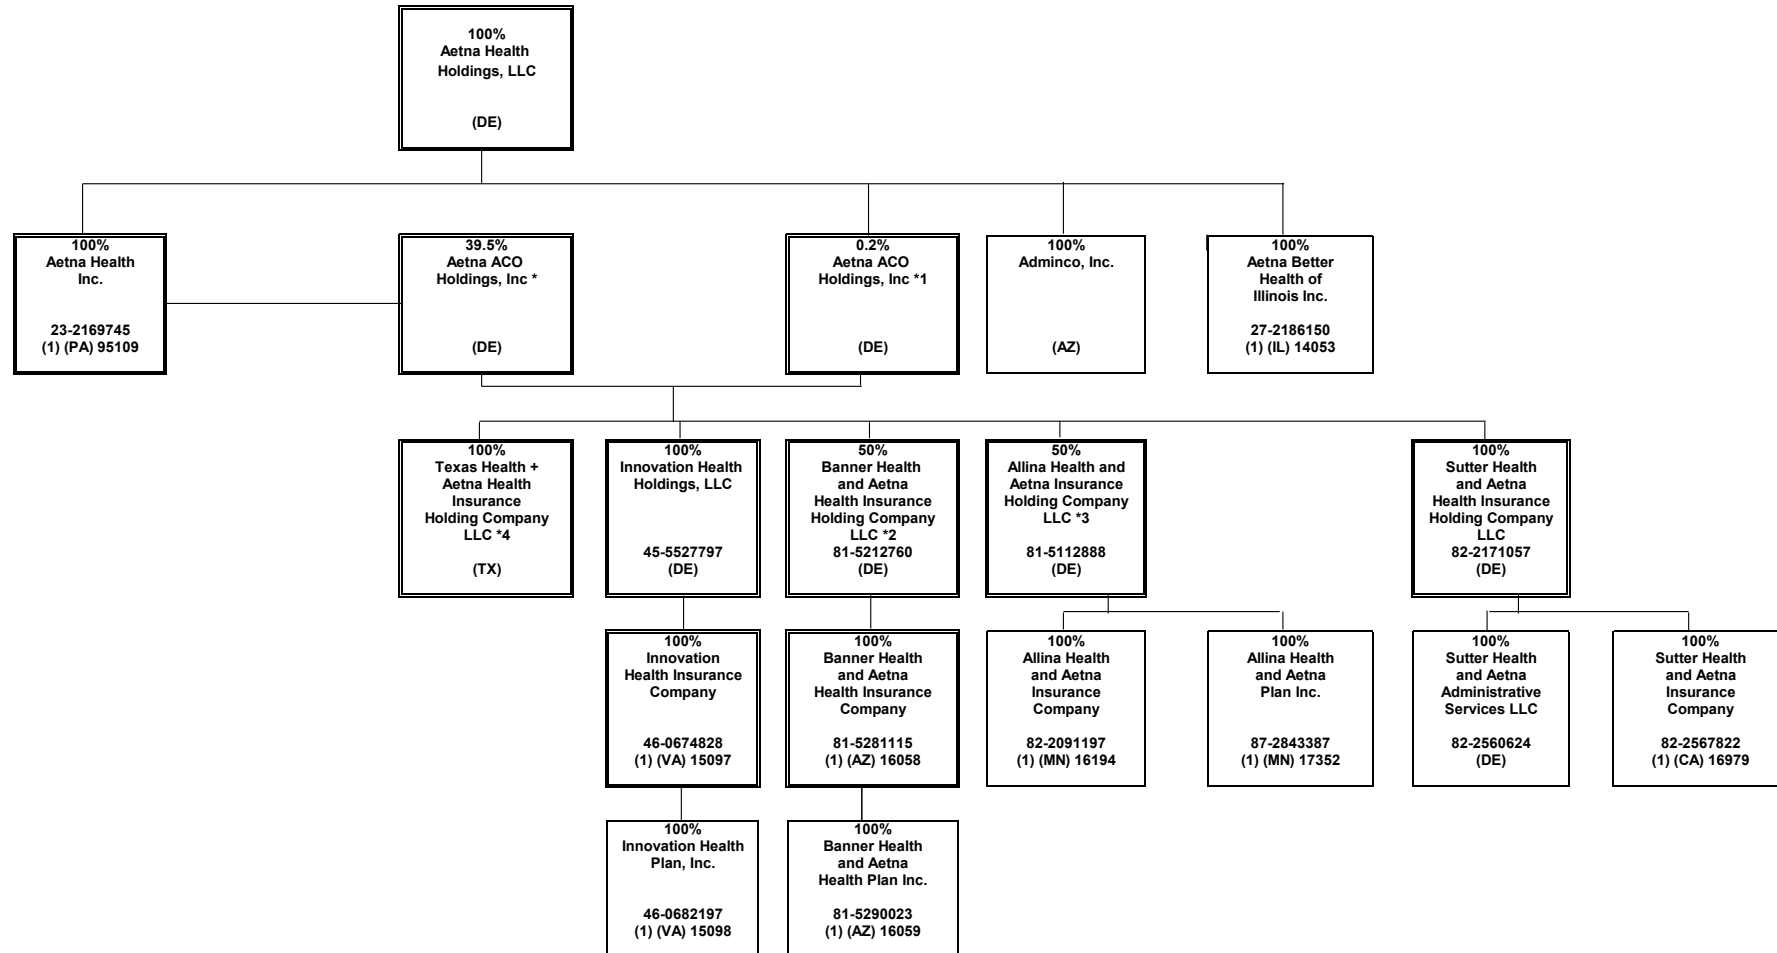 100%
Aetna Health
Holdings, LLC
(DE)
100%
Aetna Health
Inc.
23-2169745
(1) (PA) 95109
39.5%
Aetna ACO
Holdings, Inc *
(DE)
0.2%
Aetna ACO
Holdings, Inc *1
(DE)
100%
Adminco, Inc.
(AZ)
100%
Aetna Better
Health of
Illinois Inc.
27-2186150
(1) (IL) 14053
100%
Texas Health +
Aetna Health
Insurance
Holding Company
LLC *4
(TX)
100%
Innovation Health
Holdings, LLC
45-5527797
(DE)
50%
Banner Health
and Aetna
Health Insurance
Holding Company
LLC *2
81-5212760
(DE)
50%
Allina Health and
Aetna Insurance
Holding Company
LLC *3
81-5112888
(DE)
100%
Sutter Health
and Aetna
Health Insurance
Holding Company
LLC
82-2171057
(DE)
100%
Innovation
Health Insurance
Company
46-0674828
(1) (VA) 15097
100%
Banner Health
and Aetna
Health Insurance
Company
81-5281115
(1) (AZ) 16058
100%
Allina Health
and Aetna
Insurance
Company
82-2091197
(1) (MN) 16194
100%
Allina Health
and Aetna
Plan Inc.
87-2843387
(1) (MN) 17352
100%
Sutter Health
and Aetna
Administrative
Services LLC
82-2560624
(DE)
100%
Sutter Health
and Aetna
Insurance
Company
82-2567822
(1) (CA) 16979
100%
Innovation Health
Plan, Inc.
46-0682197
(1) (VA) 15098
100%
Banner Health
and Aetna
Health Plan Inc.
81-5290023
(1) (AZ) 16059